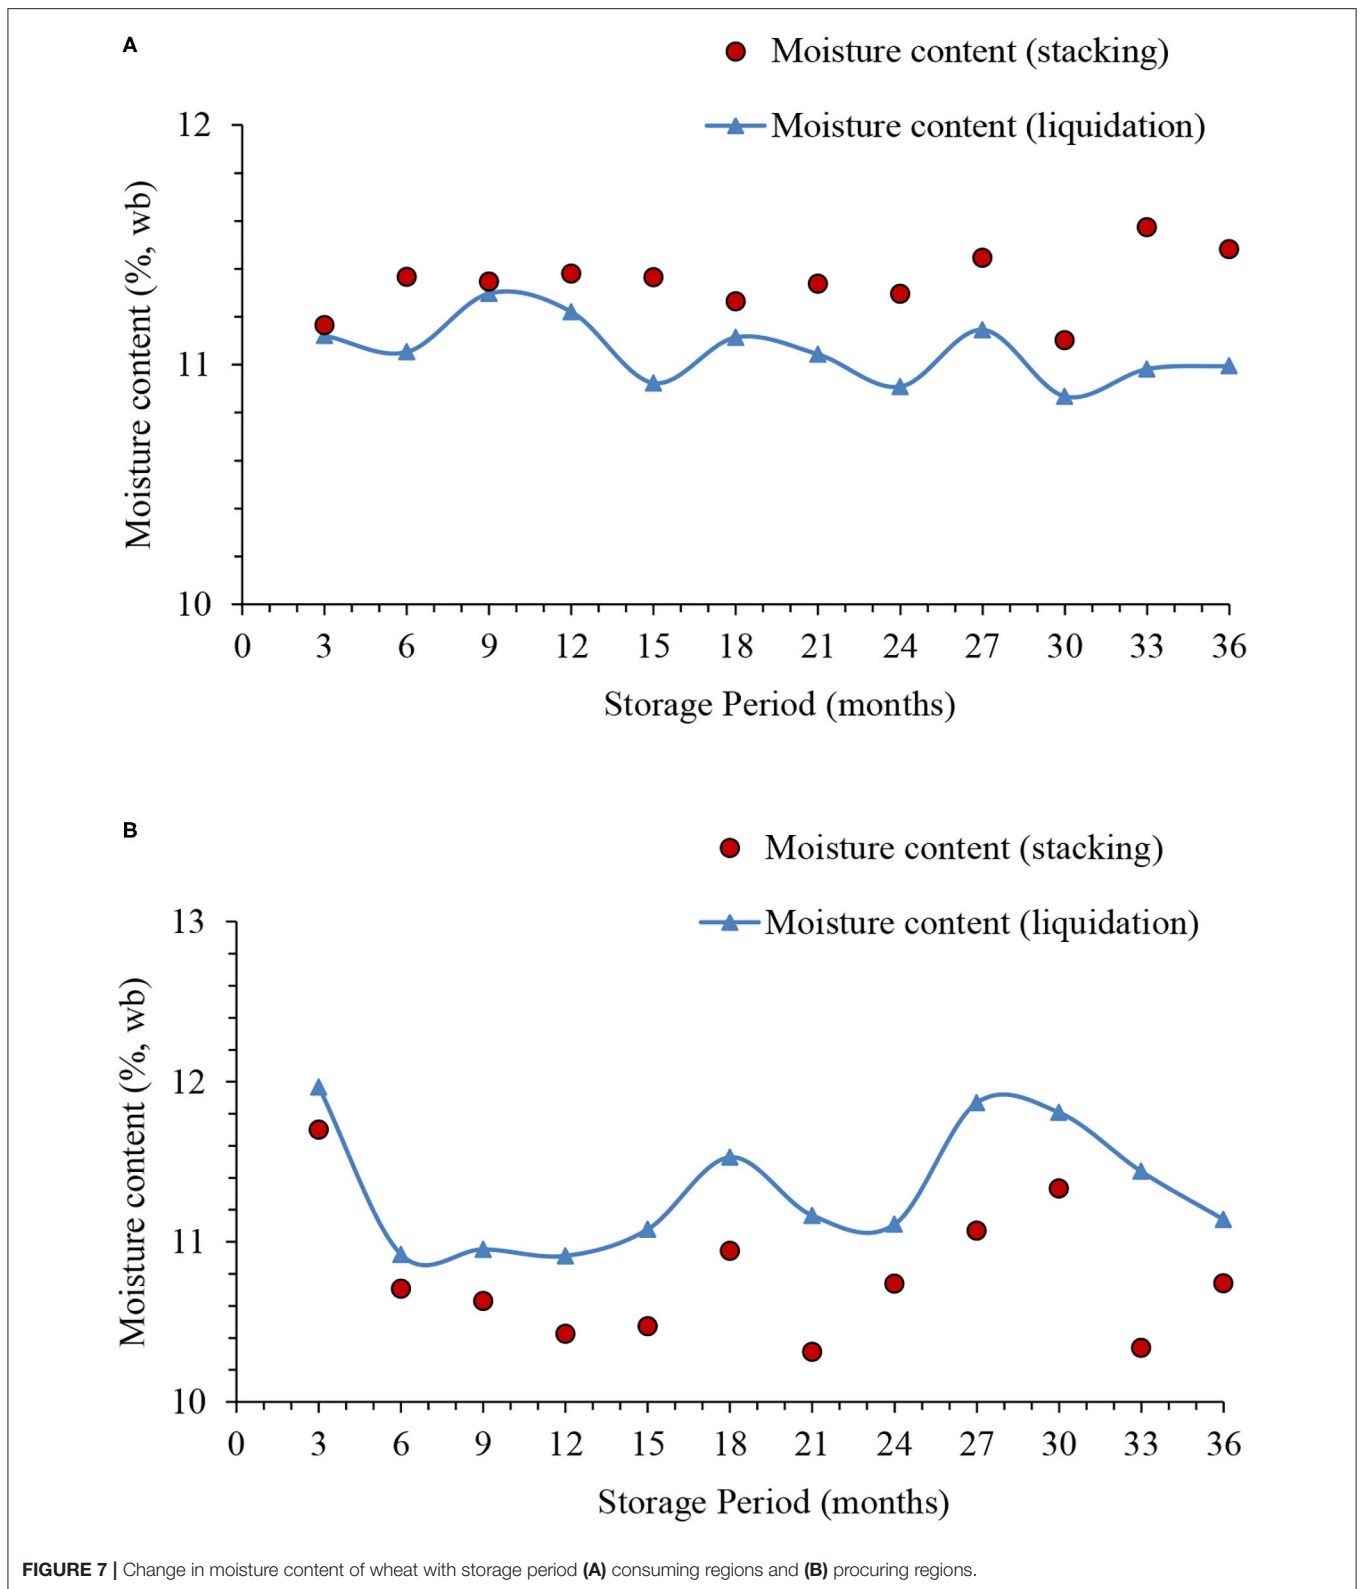 A
Moisture content (stacking)
Moisture content (liquidation)
12
11
10
Moisture content (%, wb)
0 3 6 9 12 15 18 21 24 27 30 33 36
Storage Period (months)
B
Moisture content (stacking)
Moisture content (liquidation)
13
12
11
10
Moisture content (%, wb)
0 3 6 9 12 15 18 21 24 27 30 33 36
Storage Period (months)
FIGURE 7 | Change in moisture content of wheat with storage period (A) consuming regions and (B) procuring regions.